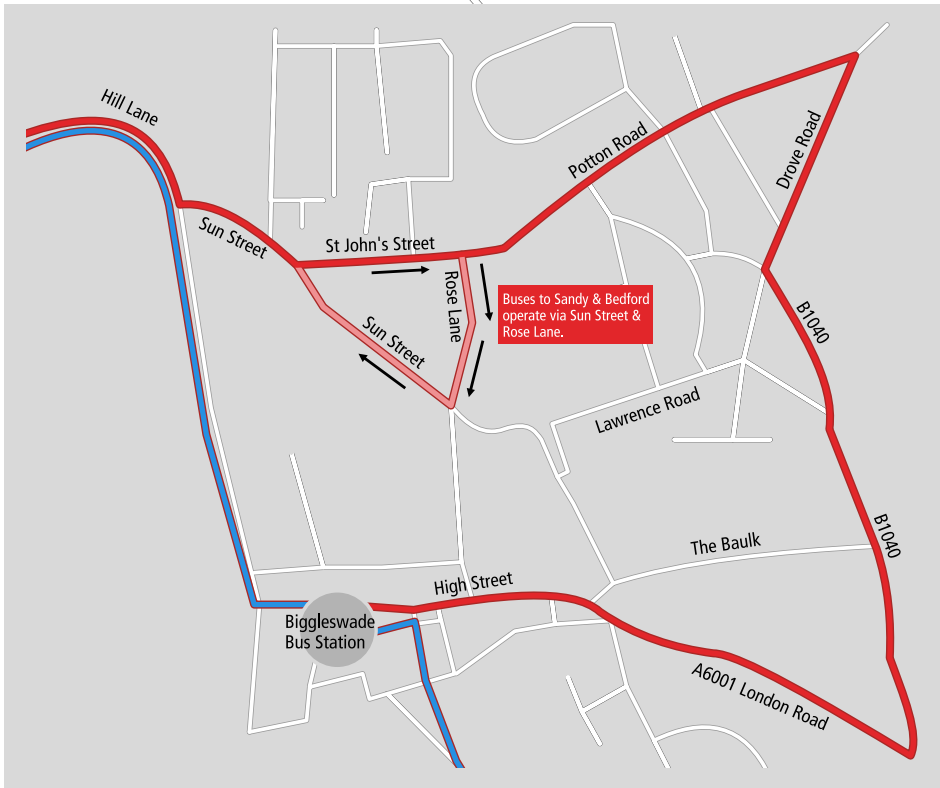 Hill Lane
Potton Road
Drove Road
Sun Street
St John's Street
Rose Lane
Buses to Sandy & Bedford
operate via Sun Street &
Rose Lane.
B1040
Sun Street
Lawrence Road
B1040
The Baulk
High Street
Biggleswade
Bus Station
A6001 London Road